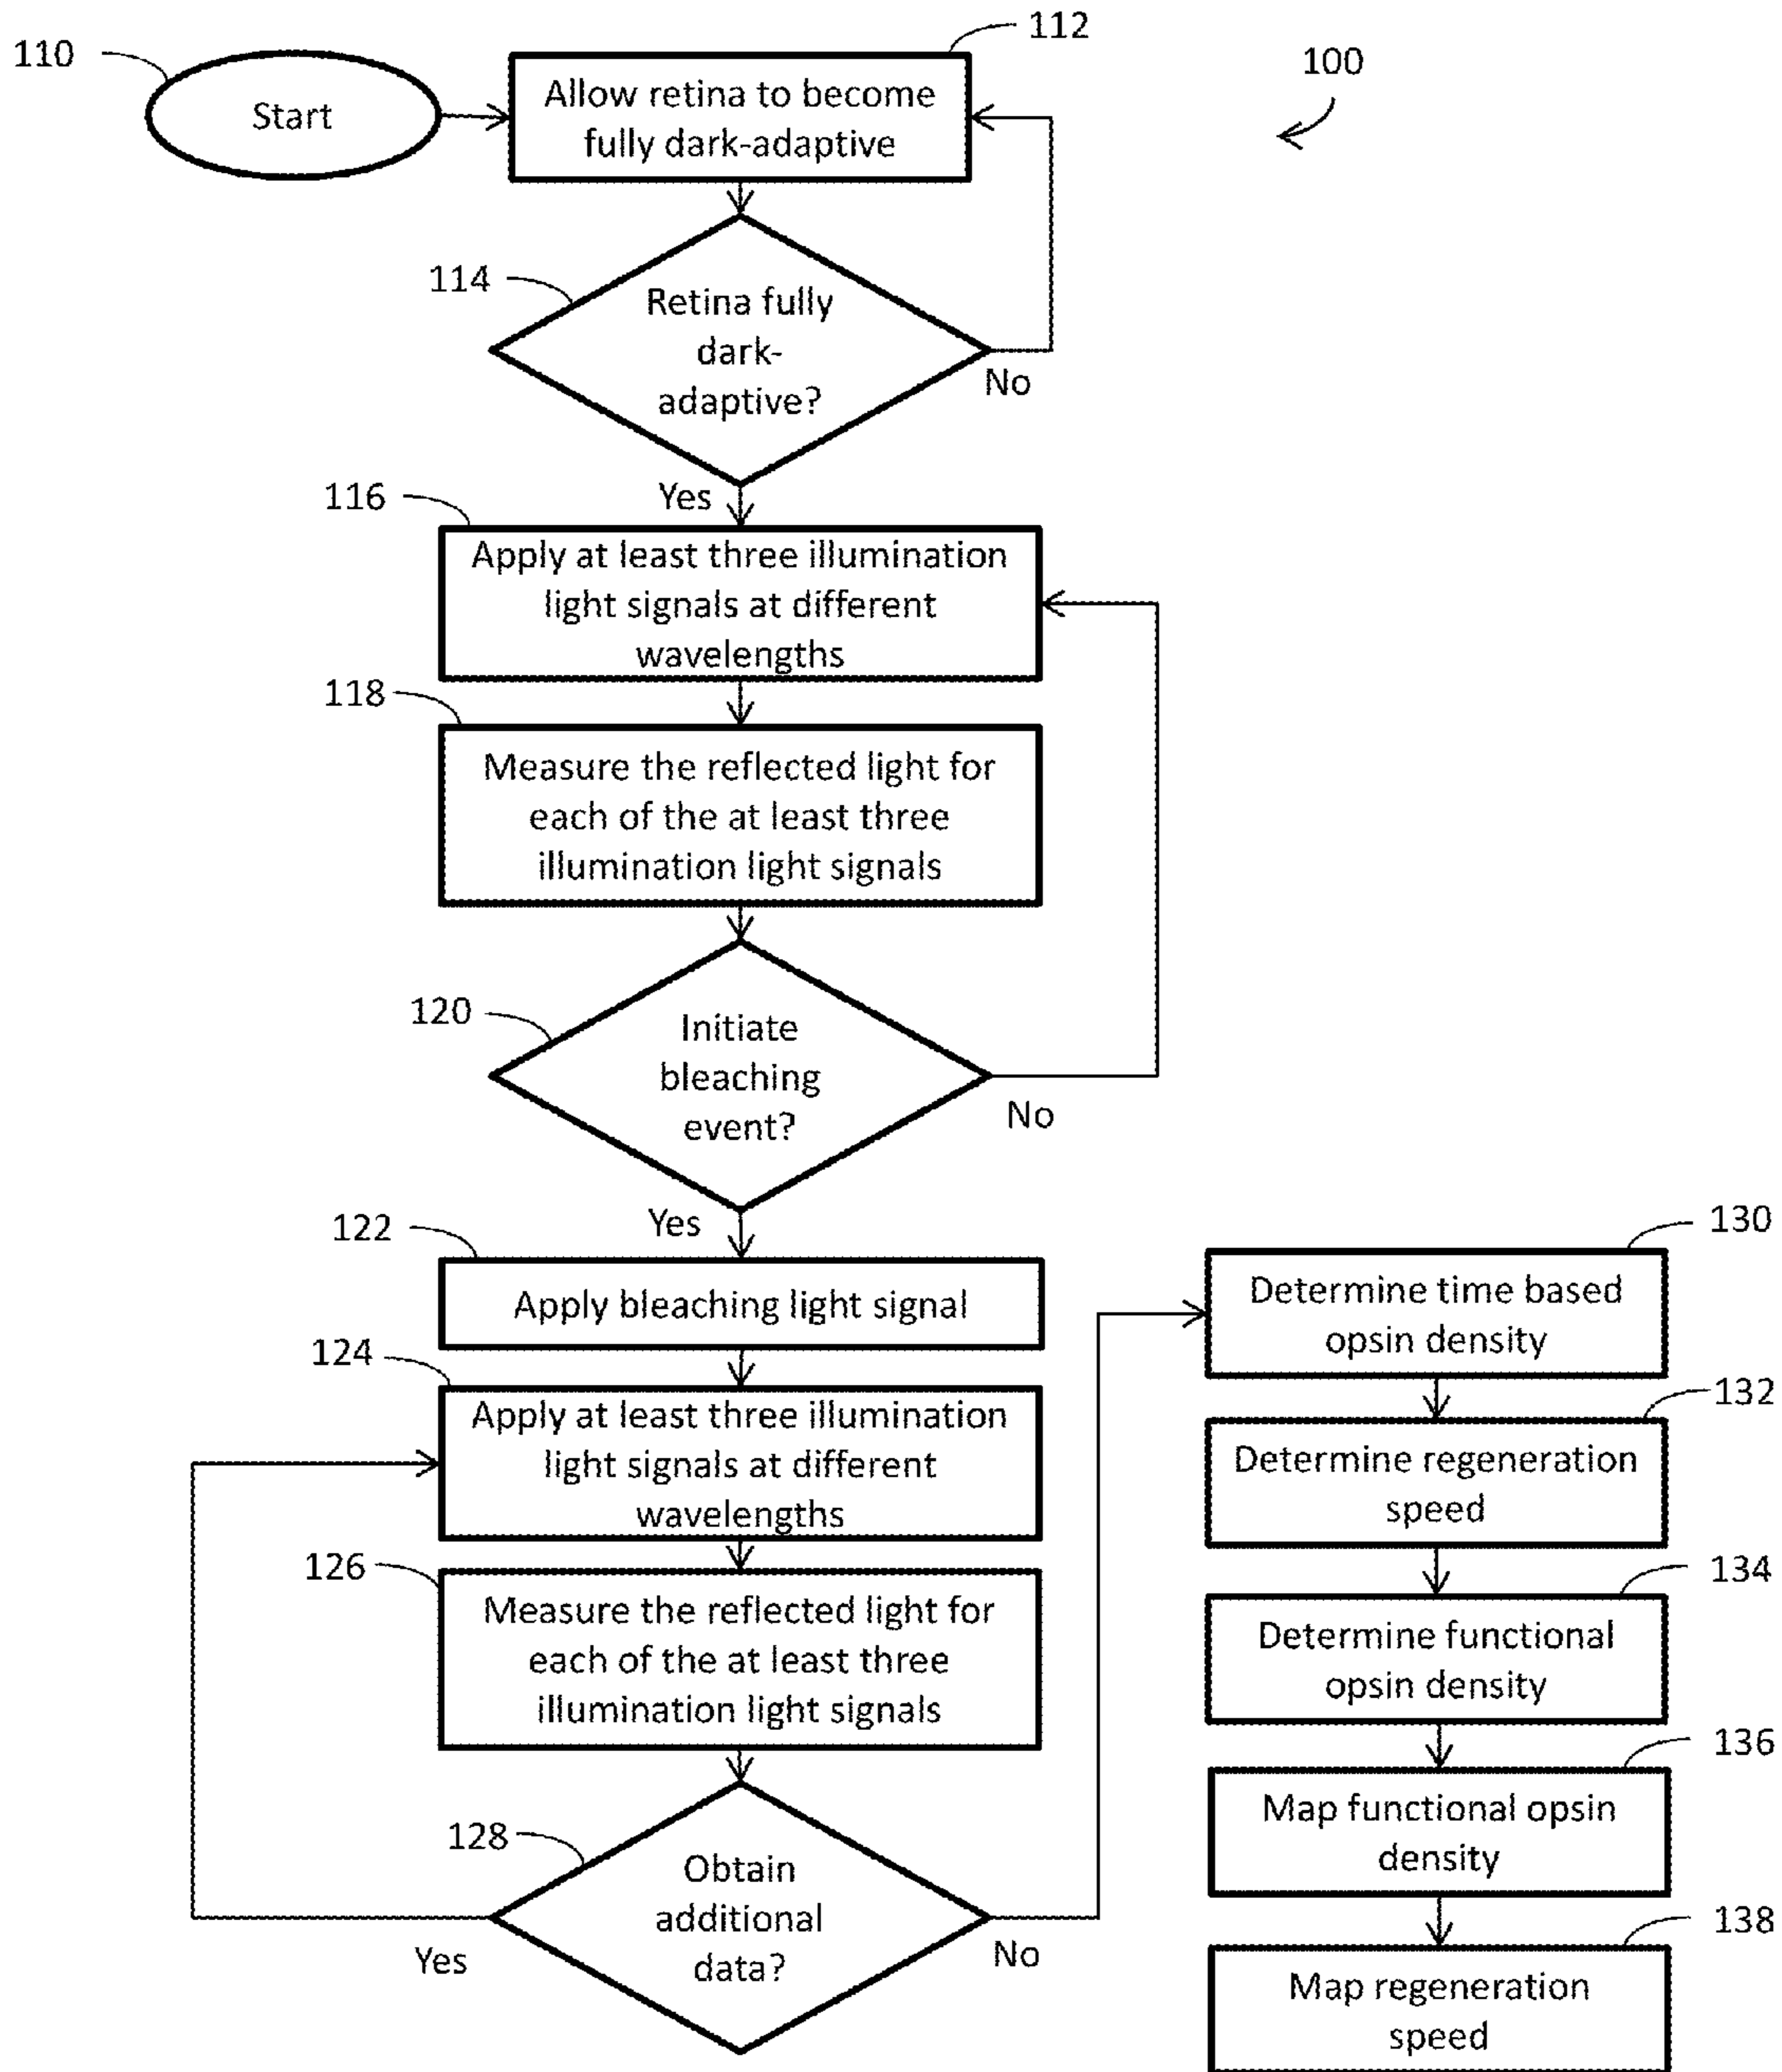 110
Start
112
Allow retina to become
fully dark-adaptive
100
114
Retina fully
dark-
adaptive?
No
Yes
116
Apply at least three illumination
light signals at different
wavelengths
118
Measure the reflected light for
each of the at least three
illumination light signals
120
Initiate
bleaching
event?
No
Yes
122
Apply bleaching light signal
124
Apply at least three illumination
light signals at different
wavelengths
126
Measure the reflected light for
each of the at least three
illumination light signals
128
Obtain
additional
data?
Yes
No
130
Determine time based
opsin density
132
Determine regeneration
speed
134
Determine functional
opsin density
136
Map functional opsin
density
138
Map regeneration
speed